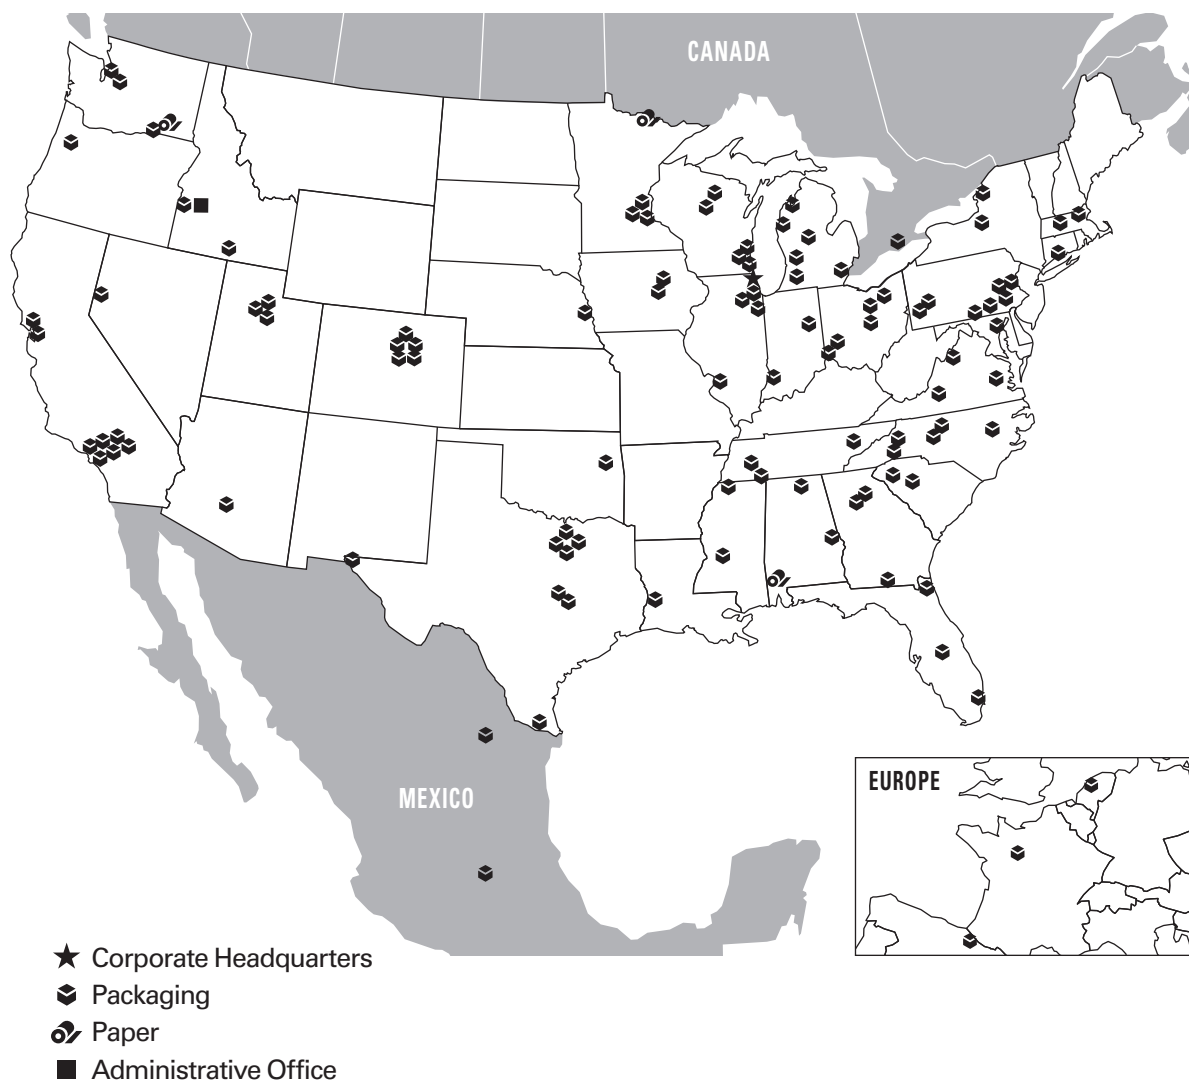 CANADA
MEXICO
EUROPE
Corporate Headquarters
Packaging
Paper
Administrative Office